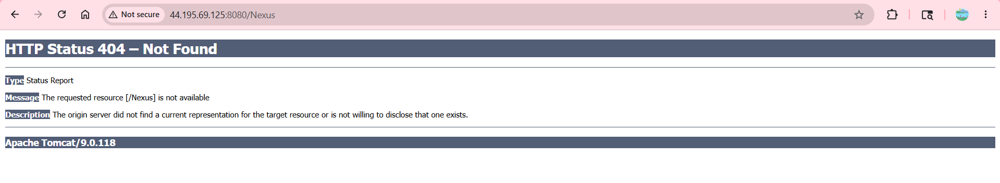 Not secure 44.195.69.125:8080/Nexus
HTTP Status 404 – Not Found
Type Status Report
Message The requested resource [/Nexus] is not available
Description The origin server did not find a current representation for the target resource or is not willing to disclose that one exists.
Apache Tomcat/9.0.118